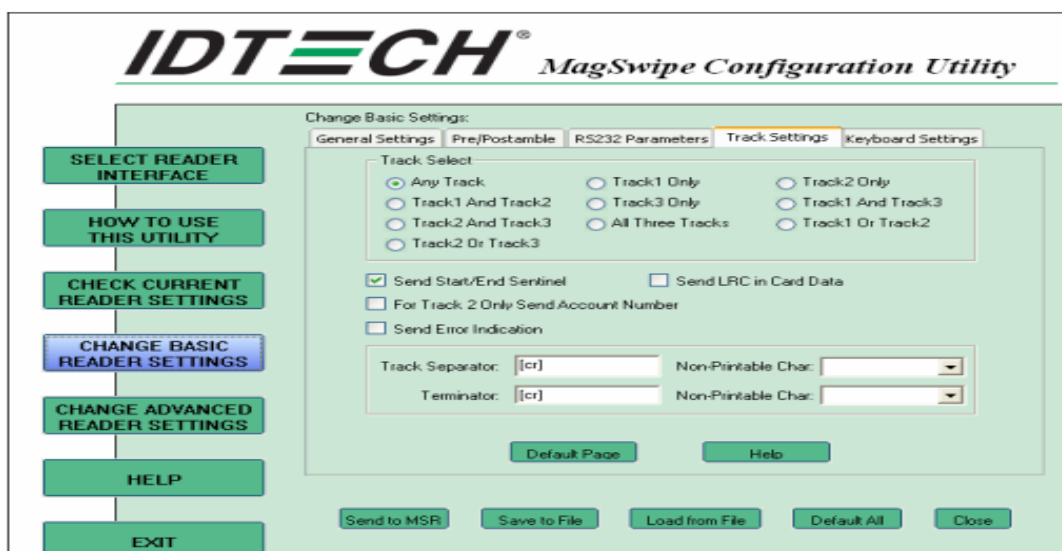 IDTECH®
MagSwipe Configuration Utility
SELECT READER
INTERFACE
HOW TO USE
THIS UTILITY
CHECK CURRENT
READER SETTINGS
CHANGE BASIC
READER SETTINGS
CHANGE ADVANCED
READER SETTINGS
HELP
EXIT
Change Basic Settings:
General Settings Pre/Postamble RS232 Parameters Track Settings Keyboard Settings
Track Select
Any Track Track1 Only Track2 Only
Track1 And Track2 Track3 Only Track1 And Track3
Track2 And Track3 All Three Tracks Track1 Or Track2
Track2 Or Track3
Send Start/End Sentinel Send LRC in Card Data
For Track 2 Only Send Account Number
Send Error Indication
Track Separator: [cr] Non-Printable Char:
Terminator: [cr] Non-Printable Char:
Default Page Help
Send to MSR Save to File Load from File Default All Close